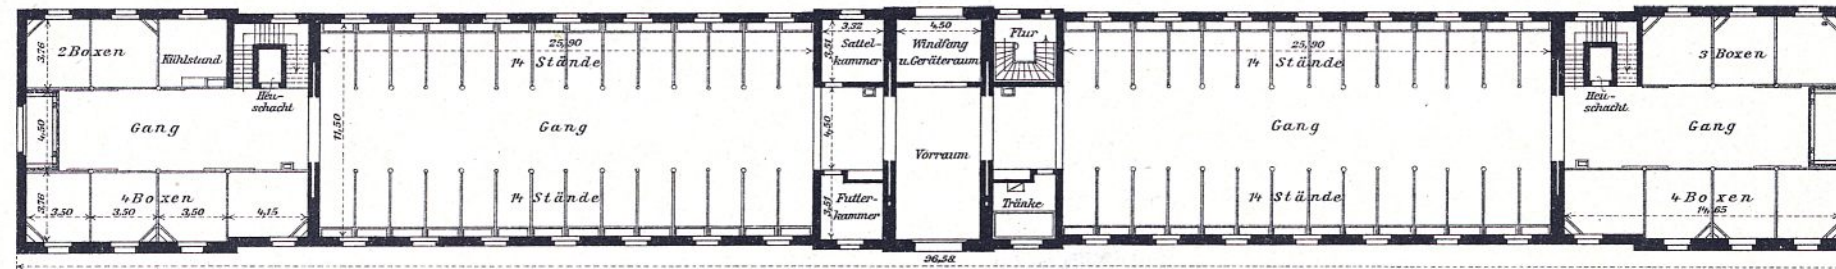 2 Boxen
Kühlstand
3,76
Heu-
schacht
4,50
Gang
3,76
4 Boxen
3,50
3,50
3,50
4,15
25,90
14 Stände
11,50
Gang
14 Stände
3,32
3,51
Sattel-
kammer
4,50
3,51
Futter-
kammer
4,50
Windfang
u. Geräteraum
Vorraum
Flur
Tränke
25,90
14 Stände
Gang
14 Stände
Heu-
schacht
3 Boxen
Gang
4 Boxen
14,65
96,58